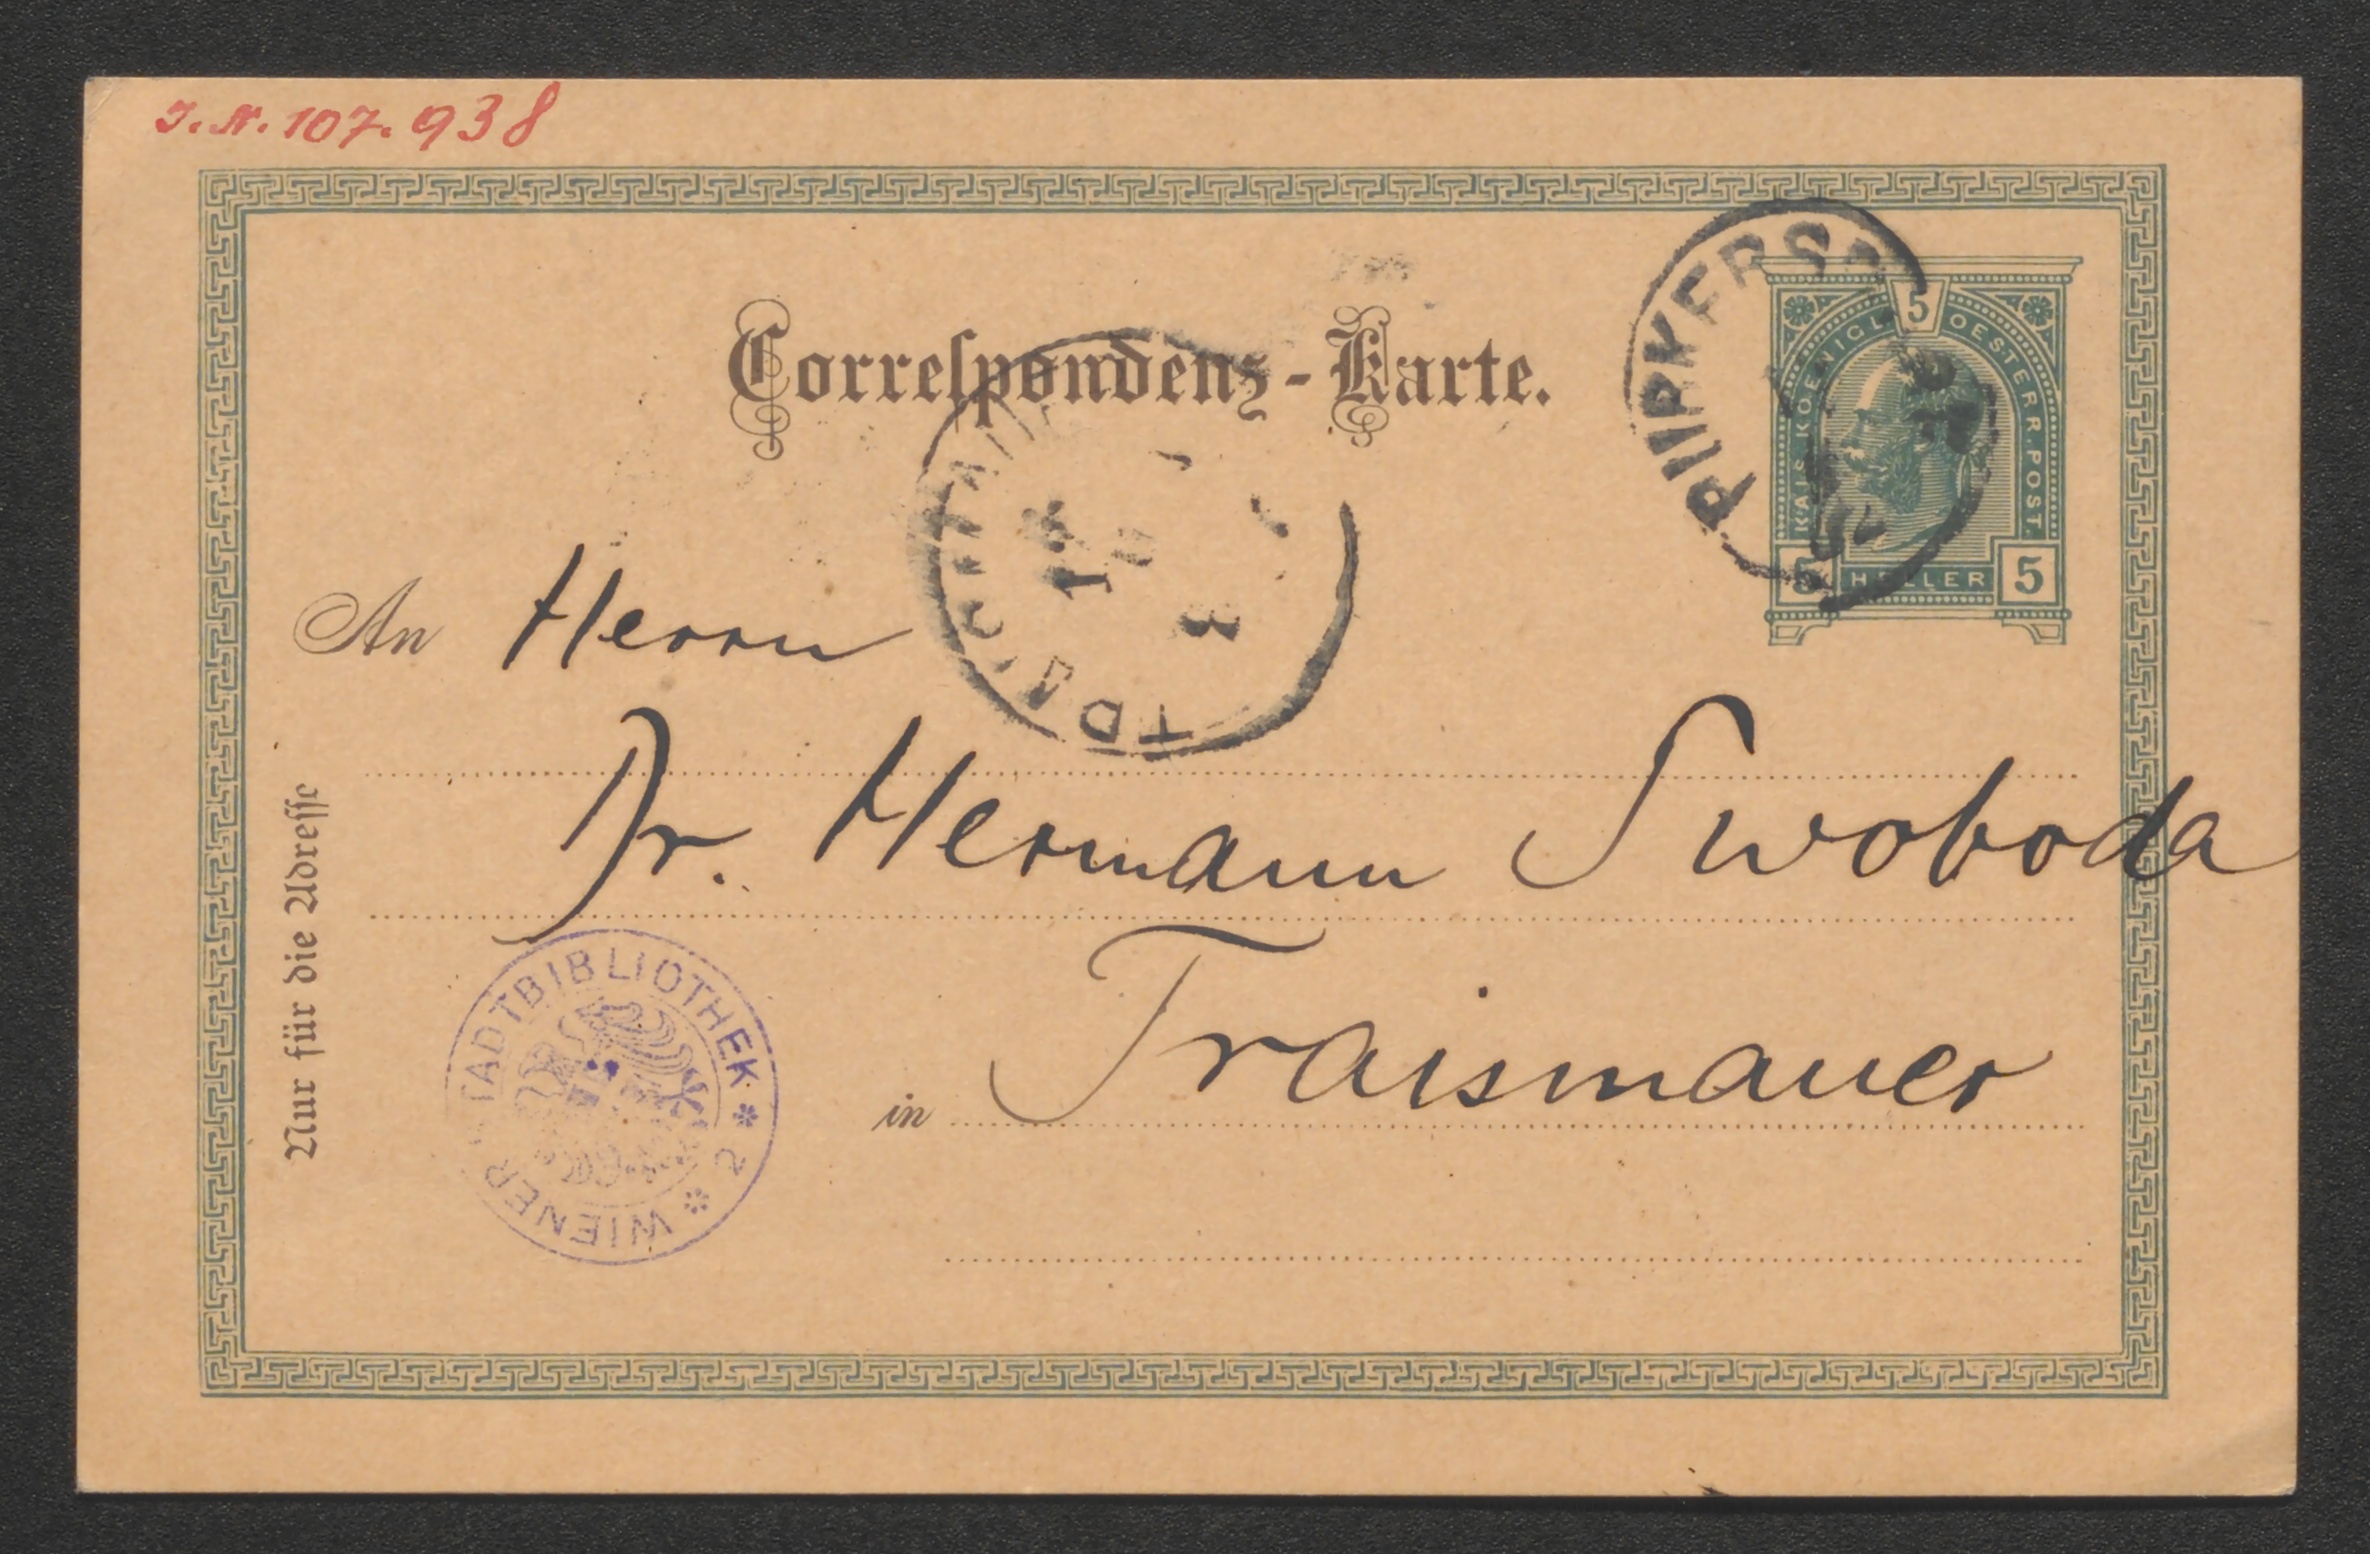 J.N. 107.938
Correſpondenz-Karte.
5
KAIS. KOENIGL. OESTERR. POST.
5 HELLER 5
An Herrn
Dr. Hermann Swoboda
in Traismauer
Nur für die Adreſſe
WIENER STADTBIBLIOTHEK